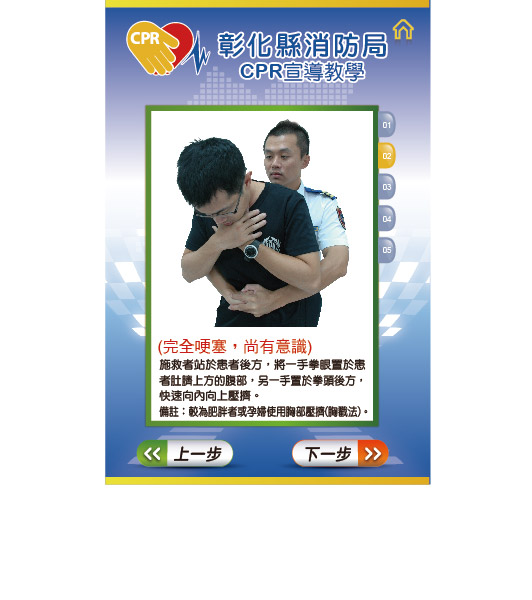 CPR
彰化縣消防局
CPR宣導教學
01
02
03
04
05
(完全哽塞，尚有意識)
施救者站於患者後方，將一手拳眼置於患
者肚臍上方的腹部，另一手置於拳頭後方，
快速向內向上壓擠。
備註：較為肥胖者或孕婦使用胸部壓擠(胸戳法)。
上一步
下一步